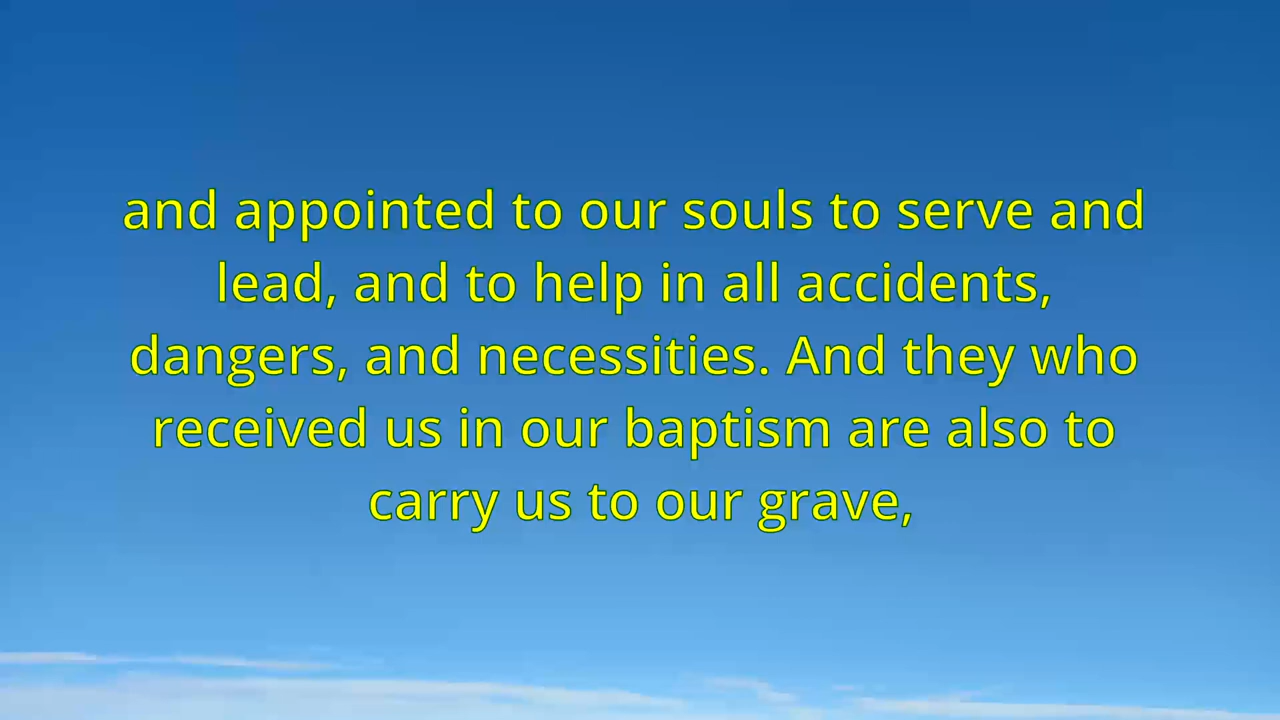 and appointed to our souls to serve and
lead, and to help in all accidents,
dangers, and necessities. And they who
received us in our baptism are also to
carry us to our grave,